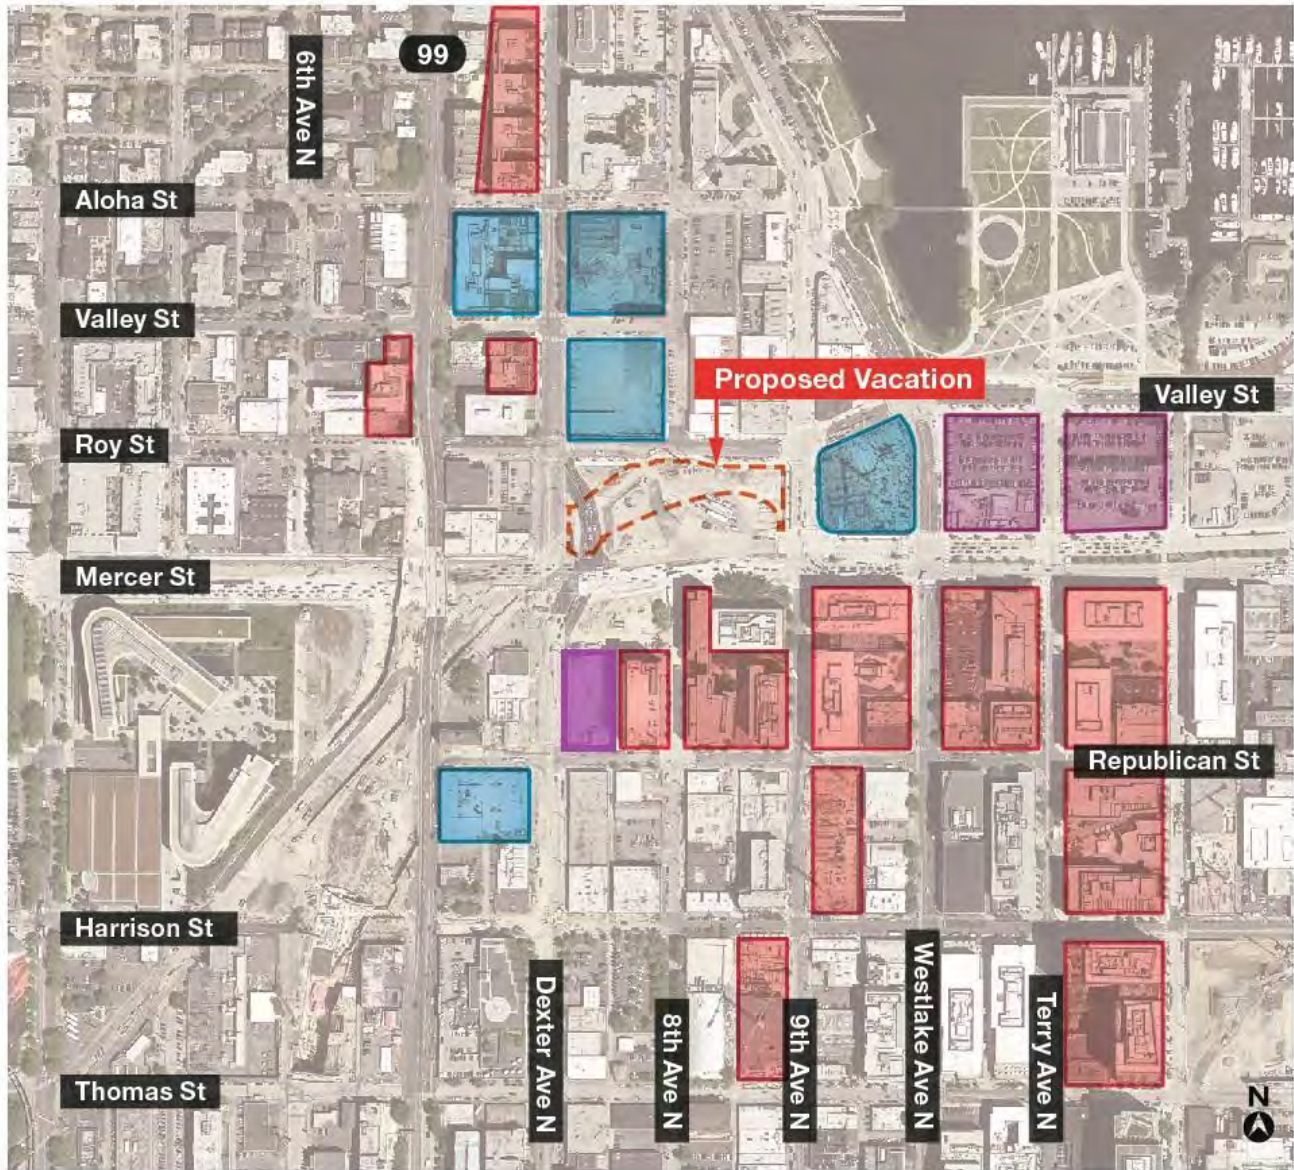 99
6th Ave N
Aloha St
Valley St
Proposed Vacation
Valley St
Roy St
Mercer St
Republican St
Harrison St
Dexter Ave N
8th Ave N
9th Ave N
Westlake Ave N
Terry Ave N
Thomas St
N